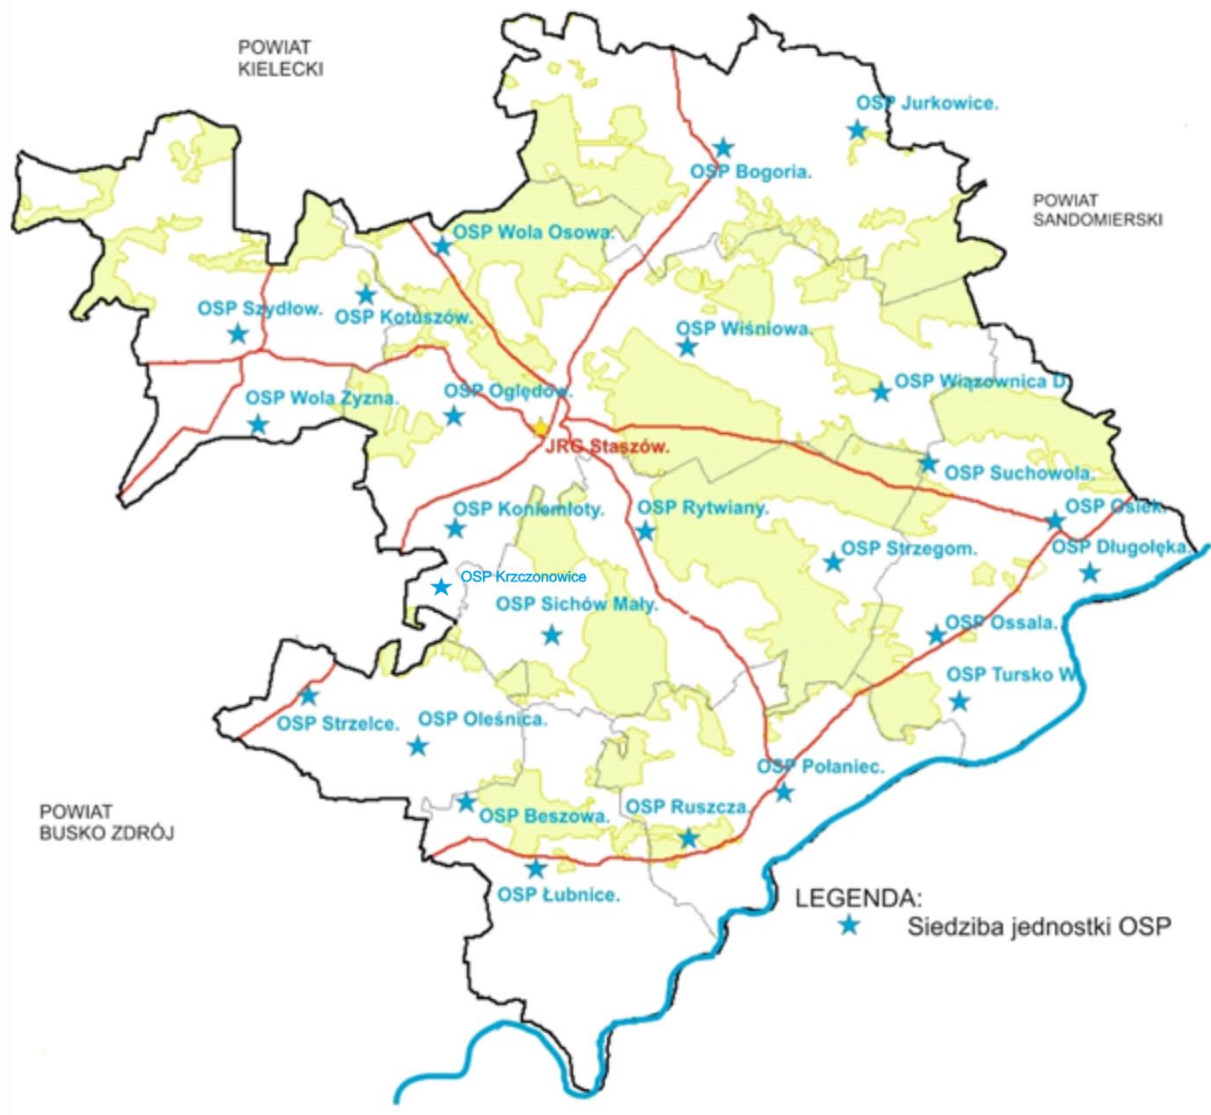 POWIAT
KIELECKI
OSP Jurkowice.
OSP Bogoria.
POWIAT
SANDOMIERSKI
OSP Wola Osowa.
OSP Szydłow.
OSP Kotuszów.
OSP Wiśniowa.
OSP Wiązownica D.
OSP Wola Zyzna.
OSP Oględów.
JRG Staszów.
OSP Suchowola.
OSP Koniemłoty.
OSP Rytwiany.
OSP Osiek.
OSP Strzegom.
OSP Długołęka.
OSP Krzczonowice
OSP Sichów Mały.
OSP Ossala.
OSP Tursko W.
OSP Strzelce.
OSP Oleśnica.
OSP Połaniec.
POWIAT
BUSKO ZDRÓJ
OSP Beszowa.
OSP Ruszcza.
OSP Łubnice.
LEGENDA:
Siedziba jednostki OSP